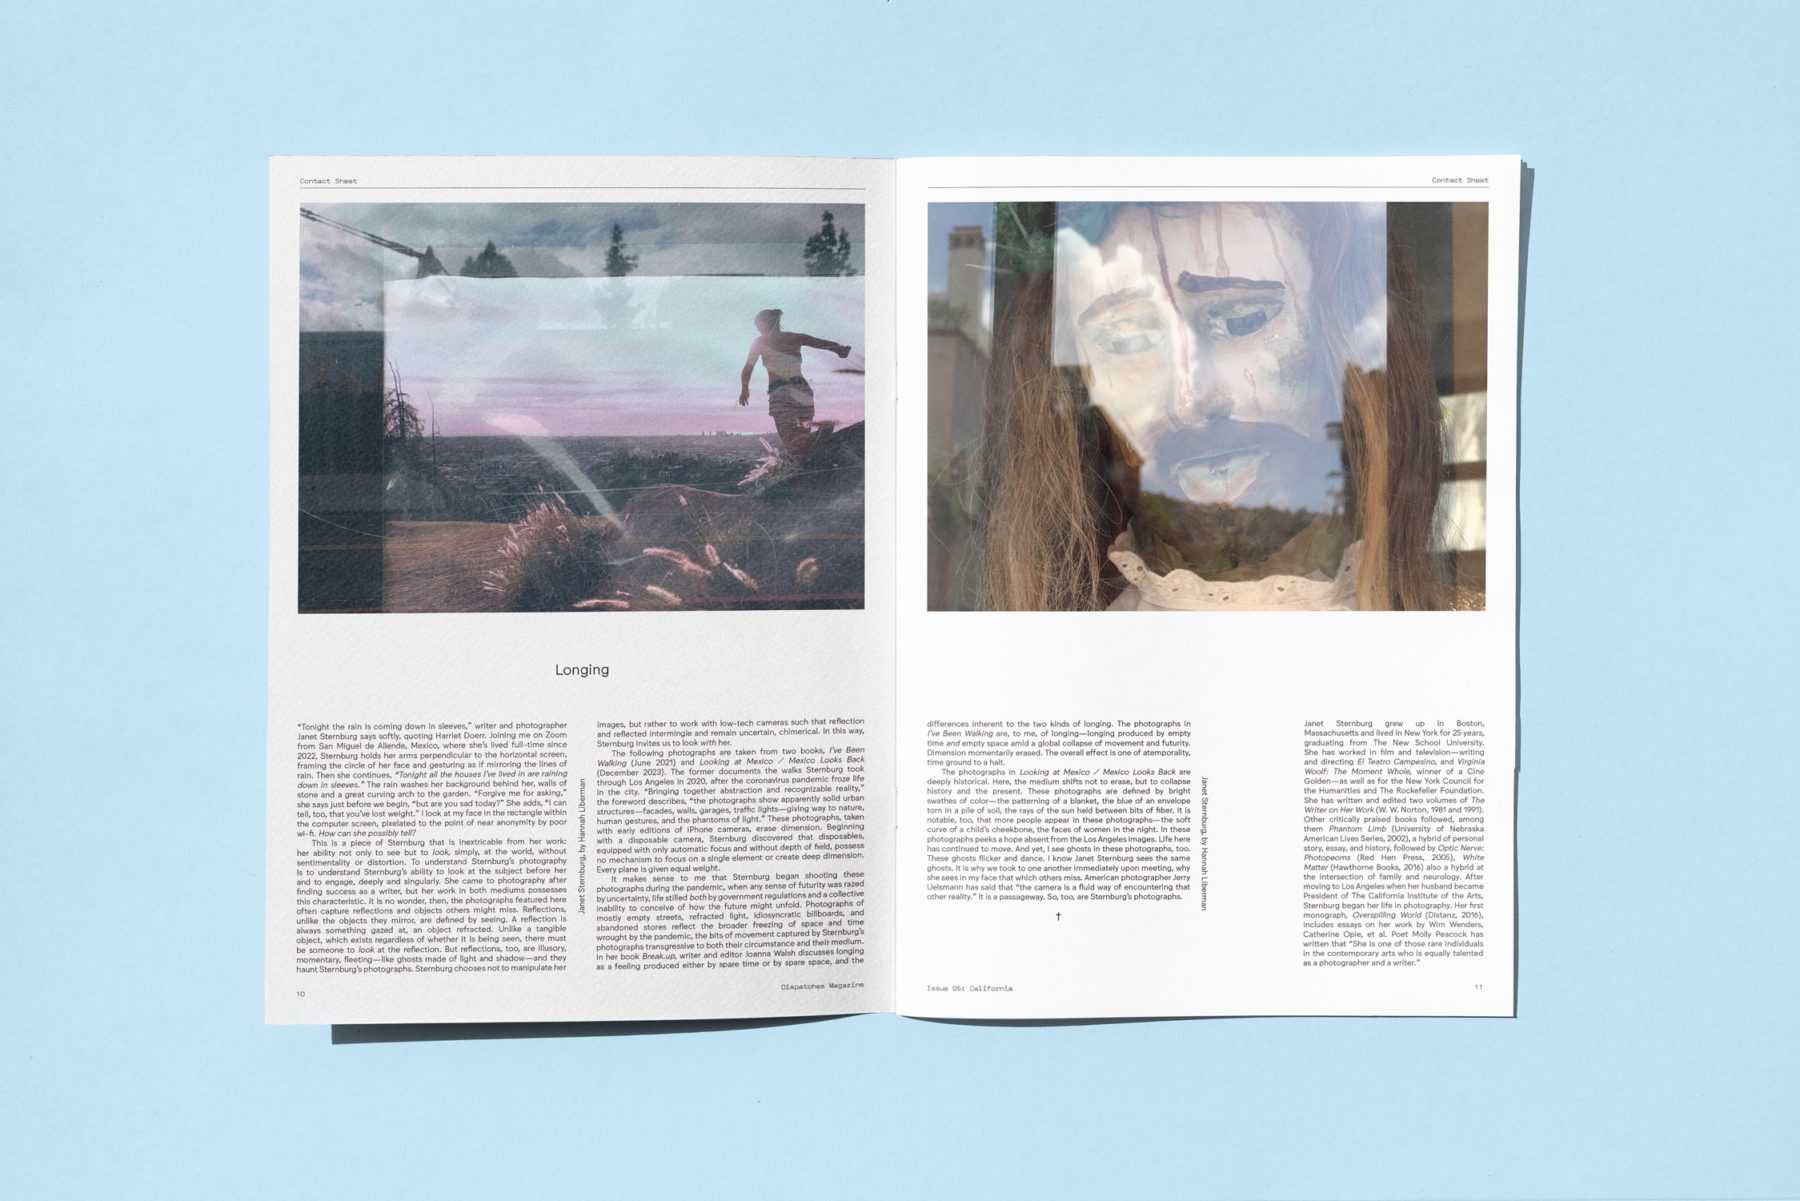 Contact Sheet
Longing
“Tonight the rain is coming down in sleeves,” writer and photographer
Janet Sternburg says softly, quoting Harriet Doerr. Joining me on Zoom
from San Miguel de Allende, Mexico, where she’s lived full-time since
2022, Sternburg holds her arms perpendicular to the horizontal screen,
framing the circle of her face and gesturing as if mirroring the lines of
rain. Then she continues, “Tonight all the houses I’ve lived in are raining
down in sleeves.” The rain washes her background behind her, walls of
stone and a great curving arch to the garden. “Forgive me for asking,”
she says just before we begin, “but are you sad today?” She adds, “I can
tell, too, that you’ve lost weight.” I look at my face in the rectangle within
the computer screen, pixelated to the point of near anonymity by poor
wi-fi. How can she possibly tell?
This is a piece of Sternburg that is inextricable from her work:
her ability not only to see but to look, simply, at the world, without
sentimentality or distortion. To understand Sternburg’s photography
is to understand Sternburg’s ability to look at the subject before her
and to engage, deeply and singularly. She came to photography after
finding success as a writer, but her work in both mediums possesses
this characteristic. It is no wonder, then, the photographs featured here
often capture reflections and objects others might miss. Reflections,
unlike the objects they mirror, are defined by seeing. A reflection is
always something gazed at, an object refracted. Unlike a tangible
object, which exists regardless of whether it is being seen, there must
be someone to look at the reflection. But reflections, too, are illusory,
momentary, fleeting—like ghosts made of light and shadow—and they
haunt Sternburg’s photographs. Sternburg chooses not to manipulate her
Janet Sternburg, by Hannah Liberman
images, but rather to work with low-tech cameras such that reflection
and reflected intermingle and remain uncertain, chimerical. In this way,
Sternburg invites us to look with her.
The following photographs are taken from two books, I’ve Been
Walking (June 2021) and Looking at Mexico / Mexico Looks Back
(December 2023). The former documents the walks Sternburg took
through Los Angeles in 2020, after the coronavirus pandemic froze life
in the city. “Bringing together abstraction and recognizable reality,”
the foreword describes, “the photographs show apparently solid urban
structures—facades, walls, garages, traffic lights—giving way to nature,
human gestures, and the phantoms of light.” These photographs, taken
with early editions of iPhone cameras, erase dimension. Beginning
with a disposable camera, Sternburg discovered that disposables,
equipped with only automatic focus and without depth of field, possess
no mechanism to focus on a single element or create deep dimension.
Every plane is given equal weight.
It makes sense to me that Sternburg began shooting these
photographs during the pandemic, when any sense of futurity was razed
by uncertainty, life stilled both by government regulations and a collective
inability to conceive of how the future might unfold. Photographs of
mostly empty streets, refracted light, idiosyncratic billboards, and
abandoned stores reflect the broader freezing of space and time
wrought by the pandemic, the bits of movement captured by Sternburg’s
photographs transgressive to both their circumstance and their medium.
In her book Break.up, writer and editor Joanna Walsh discusses longing
as a feeling produced either by spare time or by spare space, and the
10
Dispatches Magazine
Contact Sheet
differences inherent to the two kinds of longing. The photographs in
I’ve Been Walking are, to me, of longing—longing produced by empty
time and empty space amid a global collapse of movement and futurity.
Dimension momentarily erased. The overall effect is one of atemporality,
time ground to a halt.
The photographs in Looking at Mexico / Mexico Looks Back are
deeply historical. Here, the medium shifts not to erase, but to collapse
history and the present. These photographs are defined by bright
swathes of color—the patterning of a blanket, the blue of an envelope
torn in a pile of soil, the rays of the sun held between bits of fiber. It is
notable, too, that more people appear in these photographs—the soft
curve of a child’s cheekbone, the faces of women in the night. In these
photographs peeks a hope absent from the Los Angeles images. Life here
has continued to move. And yet, I see ghosts in these photographs, too.
These ghosts flicker and dance. I know Janet Sternburg sees the same
ghosts. It is why we took to one another immediately upon meeting, why
she sees in my face that which others miss. American photographer Jerry
Uelsmann has said that “the camera is a fluid way of encountering that
other reality.” It is a passageway. So, too, are Sternburg’s photographs.
†
Janet Sternburg, by Hannah Liberman
Janet Sternburg grew up in Boston,
Massachusetts and lived in New York for 25 years,
graduating from The New School University.
She has worked in film and television—writing
and directing El Teatro Campesino, and Virginia
Woolf: The Moment Whole, winner of a Cine
Golden—as well as for the New York Council for
the Humanities and The Rockefeller Foundation.
She has written and edited two volumes of The
Writer on Her Work (W. W. Norton, 1981 and 1991).
Other critically praised books followed, among
them Phantom Limb (University of Nebraska
American Lives Series, 2002), a hybrid of personal
story, essay, and history, followed by Optic Nerve:
Photopoems (Red Hen Press, 2005), White
Matter (Hawthorne Books, 2016) also a hybrid at
the intersection of family and neurology. After
moving to Los Angeles when her husband became
President of The California Institute of the Arts,
Sternburg began her life in photography. Her first
monograph, Overspilling World (Distanz, 2016),
includes essays on her work by Wim Wenders,
Catherine Opie, et al. Poet Molly Peacock has
written that “She is one of those rare individuals
in the contemporary arts who is equally talented
as a photographer and a writer.”
Issue 05: California
11